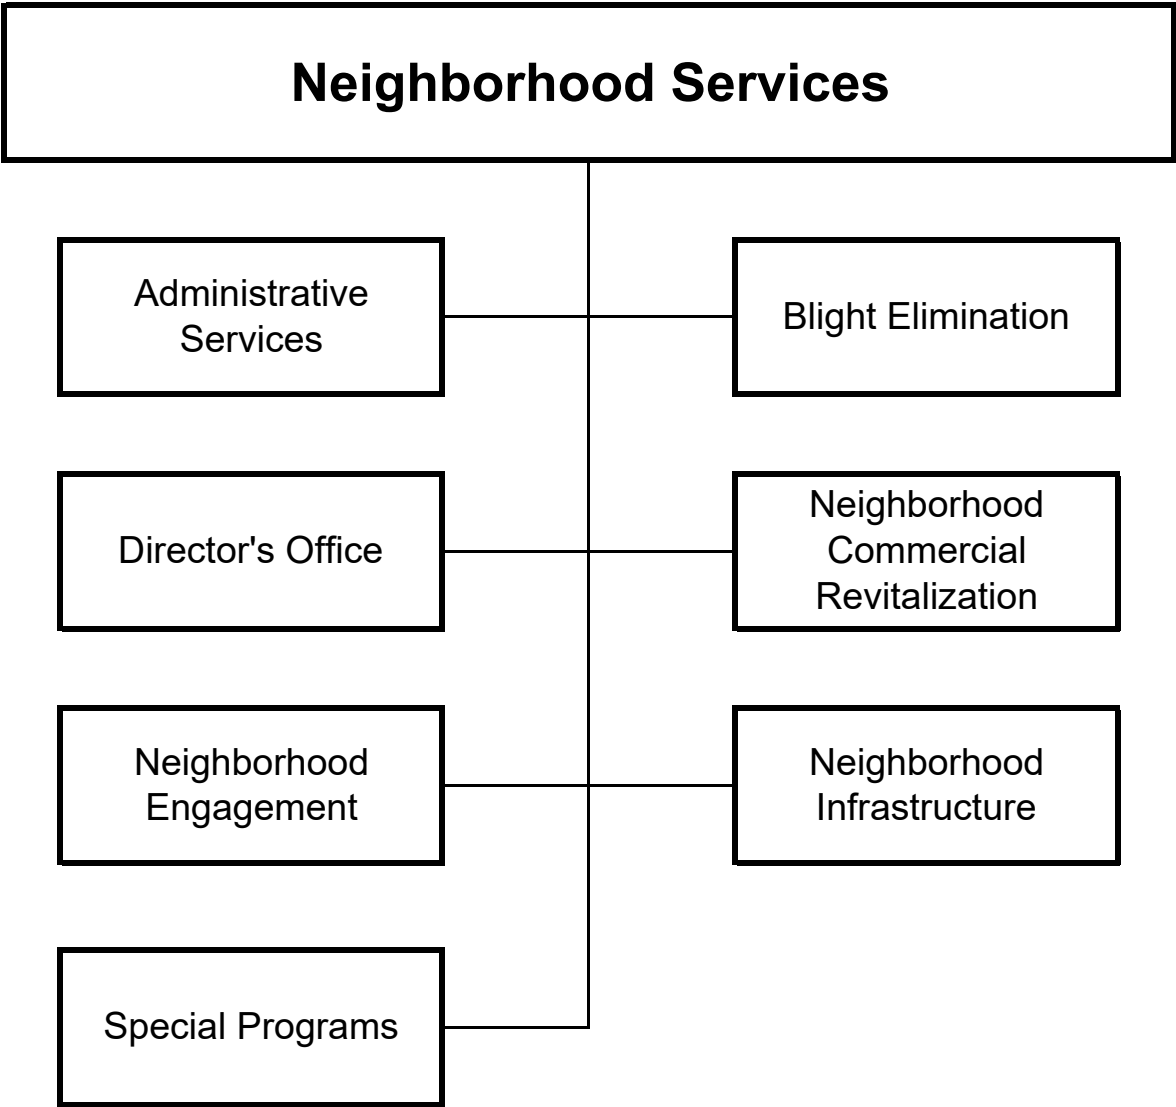 Neighborhood Services
Administrative
Services
Blight Elimination
Director's Office
Neighborhood
Commercial
Revitalization
Neighborhood
Engagement
Neighborhood
Infrastructure
Special Programs